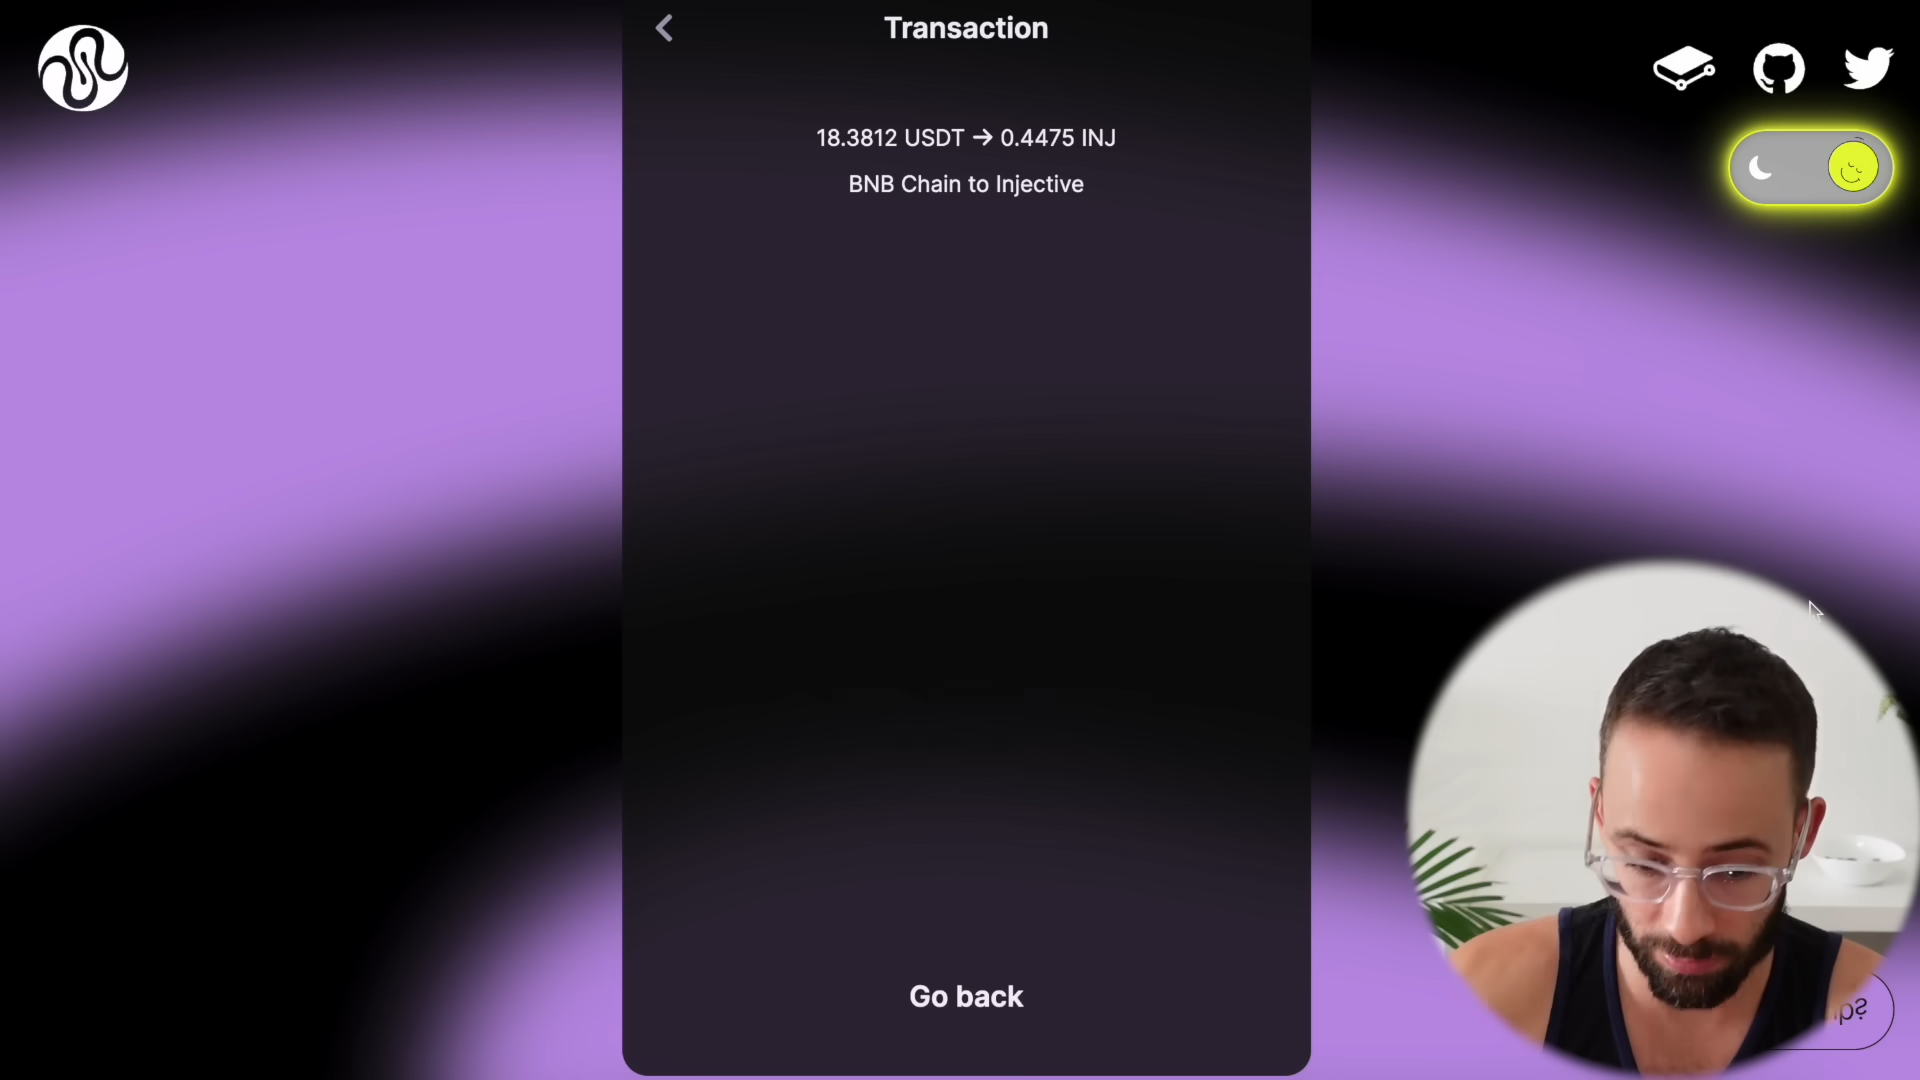 Transaction
18.3812 USDT → 0.4475 INJ
BNB Chain to Injective
Go back